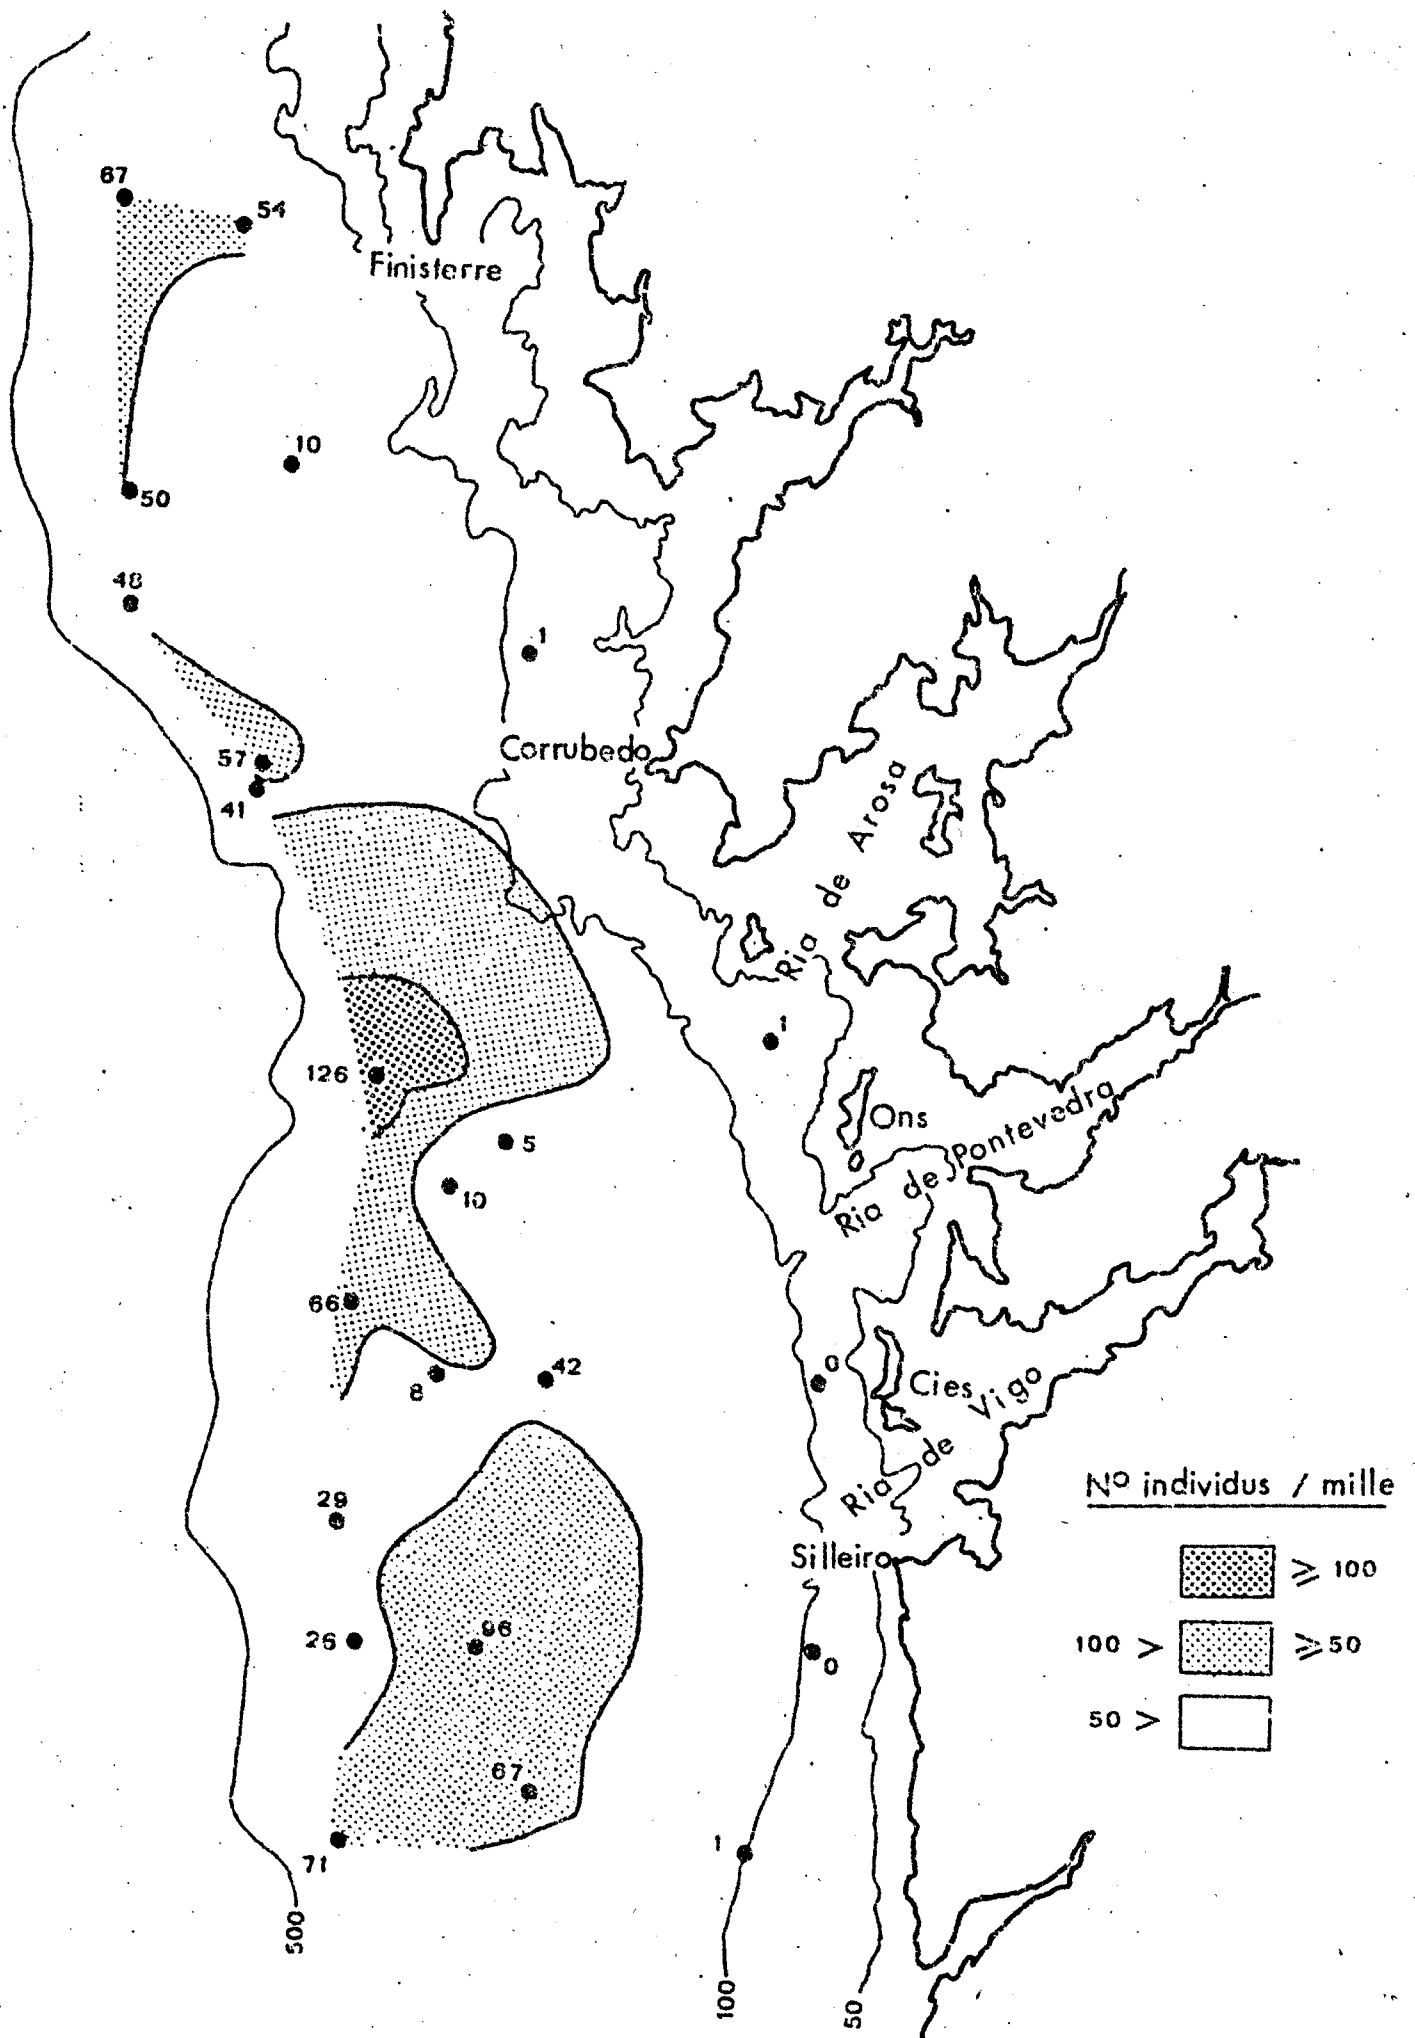 67
54
Finisterre
10
50
48
1
Corrubedo
57
41
Ria de Arosa
126
1
Ons
5
10
Ria de Pontevedra
66
8
42
0
Cies
Ria de Vigo
Nº individus / mille
29
≥ 100
Silleiro
26
96
0
100 > ≥50
50 >
67
1
71
500
100
50